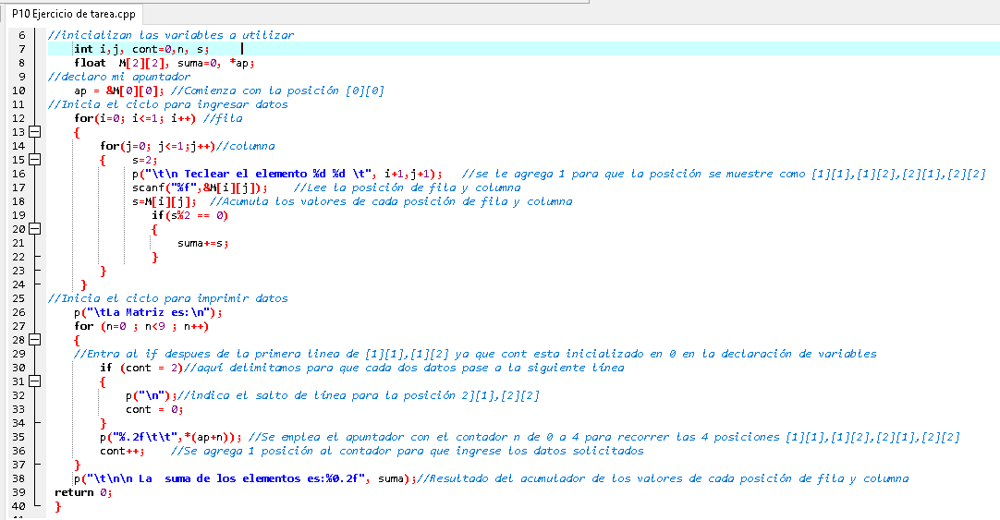 P10 Ejercicio de tarea.cpp
6 //inicializan las variables a utilizar
7 int i,j, cont=0,n, s;
8 float M[2][2], suma=0, *ap;
9 //declaro mi apuntador
10 ap = &M[0][0]; //Comienza con la posición [0][0]
11 //Inicia el ciclo para ingresar datos
12 for(i=0; i<=1; i++) //fila
13 {
14 for(j=0; j<=1;j++)//columna
15 { s=2;
16 p("\t\n Teclear el elemento %d %d \t", i+1,j+1); //se le agrega 1 para que la posición se muestre como [1][1],[1][2],[2][1],[2][2]
17 scanf("%f",&M[i][j]); //Lee la posición de fila y columna
18 s=M[i][j]; //Acumula los valores de cada posición de fila y columna
19 if(s%2 == 0)
20 {
21 suma+=s;
22 }
23 }
24 }
25 //Inicia el ciclo para imprimir datos
26 p("\tLa Matriz es:\n");
27 for (n=0 ; n<9 ; n++)
28 {
29 //Entra al if despues de la primera linea de [1][1],[1][2] ya que cont esta inicializado en 0 en la declaración de variables
30 if (cont = 2)//aquí delimitamos para que cada dos datos pase a la siguiente línea
31 {
32 p("\n");//indica el salto de línea para la posición 2][1],[2][2]
33 cont = 0;
34 }
35 p("%.2f\t\t",*(ap+n)); //Se emplea el apuntador con el contador n de 0 a 4 para recorrer las 4 posiciones [1][1],[1][2],[2][1],[2][2]
36 cont++; //Se agrega 1 posición al contador para que ingrese los datos solicitados
37 }
38 p("\t\n\n La suma de los elementos es:%0.2f", suma);//Resultado del acumulador de los valores de cada posición de fila y columna
39 return 0;
40 }